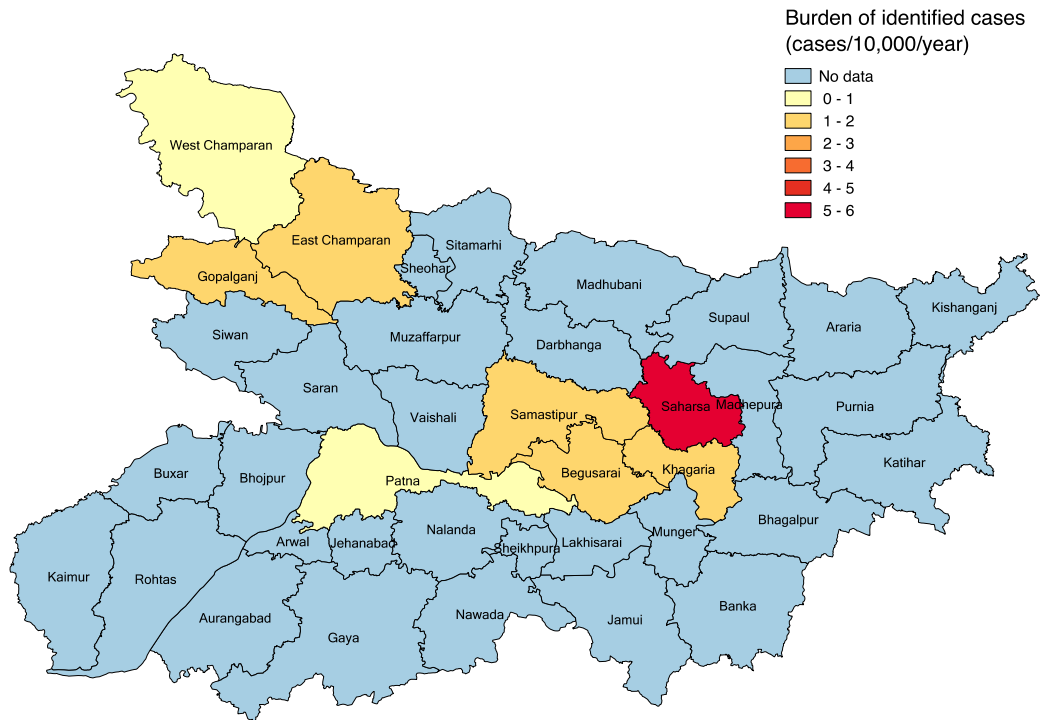 Burden of identified cases
(cases/10,000/year)
No data
0 - 1
1 - 2
2 - 3
3 - 4
4 - 5
5 - 6
West Champaran
East Champaran
Sitamarhi
Sheohar
Gopalganj
Madhubani
Kishanganj
Siwan
Muzaffarpur
Darbhanga
Supaul
Araria
Saran
Vaishali
Samastipur
Saharsa
Madhepura
Purnia
Buxar
Bhojpur
Patna
Begusarai
Khagaria
Katihar
Arwal
Jehanabad
Nalanda
Sheikhpura
Lakhisarai
Munger
Bhagalpur
Kaimur
Rohtas
Aurangabad
Gaya
Nawada
Jamui
Banka